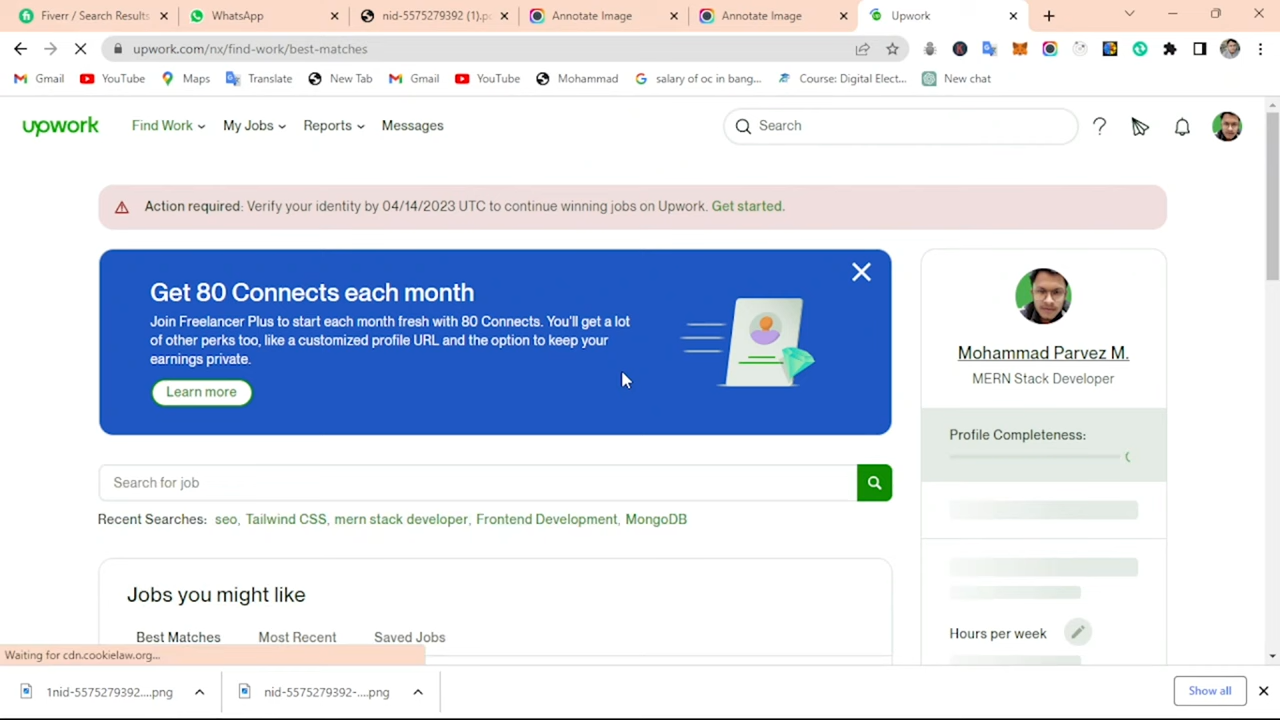 Fiverr / Search Results
WhatsApp
nid-5575279392 (1).p
Annotate Image
Annotate Image
Upwork
upwork.com/nx/find-work/best-matches
Gmail
YouTube
Maps
Translate
New Tab
Gmail
YouTube
Mohammad
salary of oc in bang...
Course: Digital Elect...
New chat
upwork
Find Work
My Jobs
Reports
Messages
Search
Action required: Verify your identity by 04/14/2023 UTC to continue winning jobs on Upwork. Get started.
Get 80 Connects each month
Join Freelancer Plus to start each month fresh with 80 Connects. You'll get a lot
of other perks too, like a customized profile URL and the option to keep your
earnings private.
Learn more
Mohammad Parvez M.
MERN Stack Developer
Profile Completeness:
Search for job
Recent Searches: seo, Tailwind CSS, mern stack developer, Frontend Development, MongoDB
Jobs you might like
Best Matches
Most Recent
Saved Jobs
Hours per week
Waiting for cdn.cookielaw.org...
1nid-5575279392....png
nid-5575279392-....png
Show all